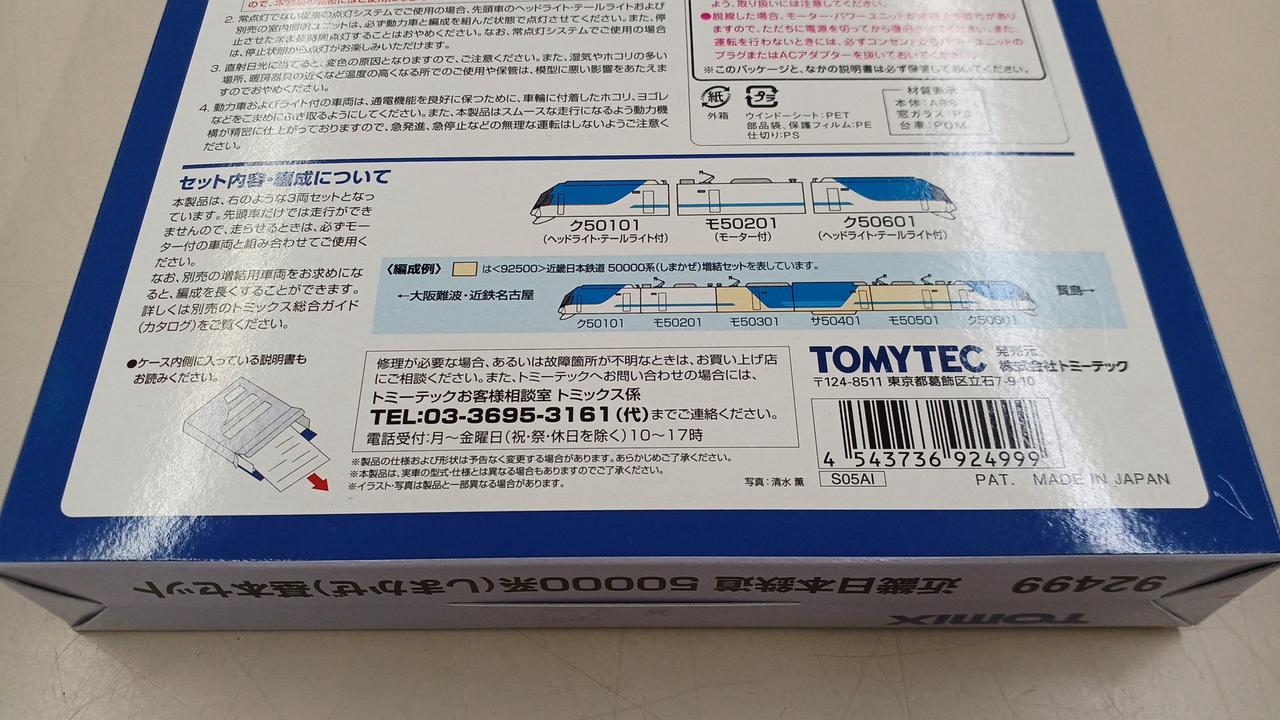 2. 常点灯でない従来の点灯システムでご使用の場合、先頭車のヘッドライト・テールライトおよび
別売の室内照明ユニットは、必ず動力車と編成を組んだ状態で点灯させてください。また、停
止させたまま長時間点灯することはおやめください。なお、常点灯システムでご使用の場合
は、停止状態から点灯がお楽しみいただけます。
3. 直射日光に当てると、変色の原因となりますので、ご注意ください。また、湿気やホコリの多い
場所、暖房器具のそばなど温度の高くなる所でのご使用や保管は、模型に悪い影響をあたえま
すのでおやめください。
4. 動力車およびライト付の車両は、通電機能を良好に保つために、車輪に付着したホコリ、ヨゴレ
などをこまめにふき取るようにしてください。また、本製品はスムースな走行になるよう動力機
構が精密に仕上がっておりますので、急発進、急停止などの無理な運転はしないようご注意く
ださい。
よう、取り扱いには注意してください。
●脱線した場合、モーター・パワーユニットが
ますので、ただちに電源を切ってから復旧させてください。また、
運転を行わないときには、必ずコンセントからパワーユニットの
プラグまたはACアダプターを抜いておいてください。
※このパッケージと、なかの説明書は必ず保管しておいてください。
紙
外箱
プラ
ウインドーシート:PET
部品袋、保護フィルム:PE
仕切り:PS
材質表示
本体:ABS
窓ガラス:PS
台車:POM
セット内容・編成について
本製品は、右のような3両セットとなっ
ています。先頭車だけでは走行ができ
ませんので、走らせるときは、必ずモー
ター付の車両と組み合わせてご使用く
ださい。
なお、別売の増結用車両をお求めにな
ると、編成を長くすることができます。
詳しくは別売のトミックス総合ガイド
(カタログ)をご覧ください。
ク50101 モ50201 ク50601
(ヘッドライト・テールライト付) (モーター付) (ヘッドライト・テールライト付)
〈編成例〉 は<92500>近畿日本鉄道 50000系(しまかぜ)増結セットを表しています。
←大阪難波・近鉄名古屋 賢島→
ク50101 モ50201 モ50301 サ50401 モ50501 ク50601
●ケース内側に入っている説明書も
お読みください。
修理が必要な場合、あるいは故障箇所が不明なときは、お買い上げ店
にご相談ください。また、トミーテックへお問い合わせの場合には、
トミーテックお客様相談室 トミックス係
TEL:03-3695-3161(代)までご連絡ください。
電話受付:月〜金曜日(祝・祭・休日を除く)10〜17時
※製品の仕様および形状は予告なく変更する場合があります。あらかじめご了承ください。
※本製品は、実車の型式・仕様とは異なる場合もありますのでご了承ください。
※イラスト・写真は製品と一部異なる場合があります。
写真:清水 薫
TOMYTEC 発売元 株式会社トミーテック
〒124-8511 東京都葛飾区立石7-9-10
4 543736 924999
S05AI
PAT. MADE IN JAPAN
92499 近畿日本鉄道 50000系(しまかぜ)基本セット
TOMIX